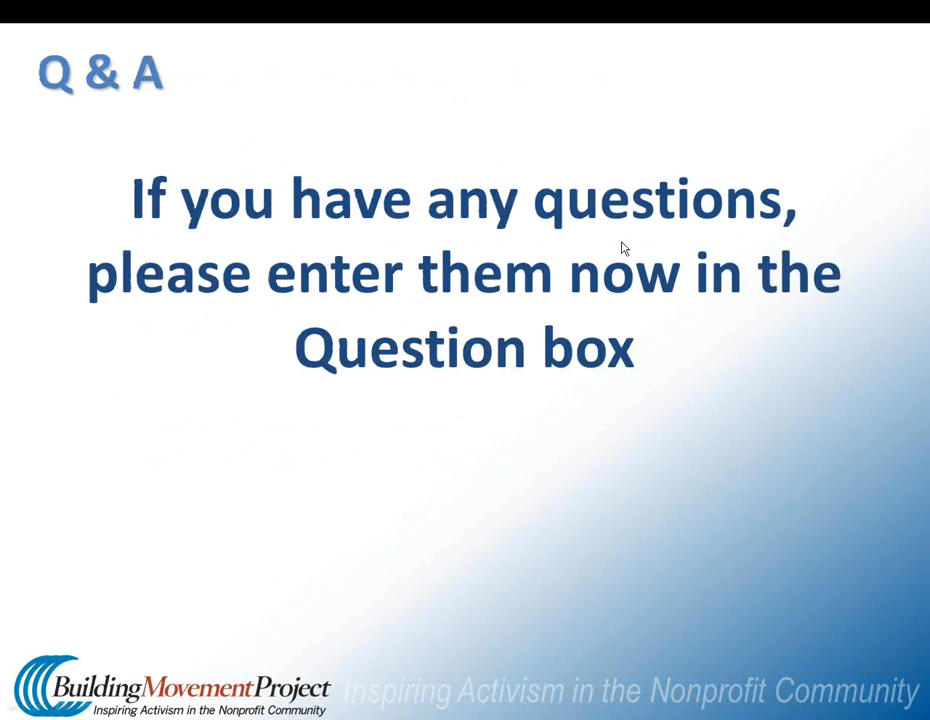 Q & A
If you have any questions,
please enter them now in the
Question box
BuildingMovementProject
Inspiring Activism in the Nonprofit Community
Inspiring Activism in the Nonprofit Community